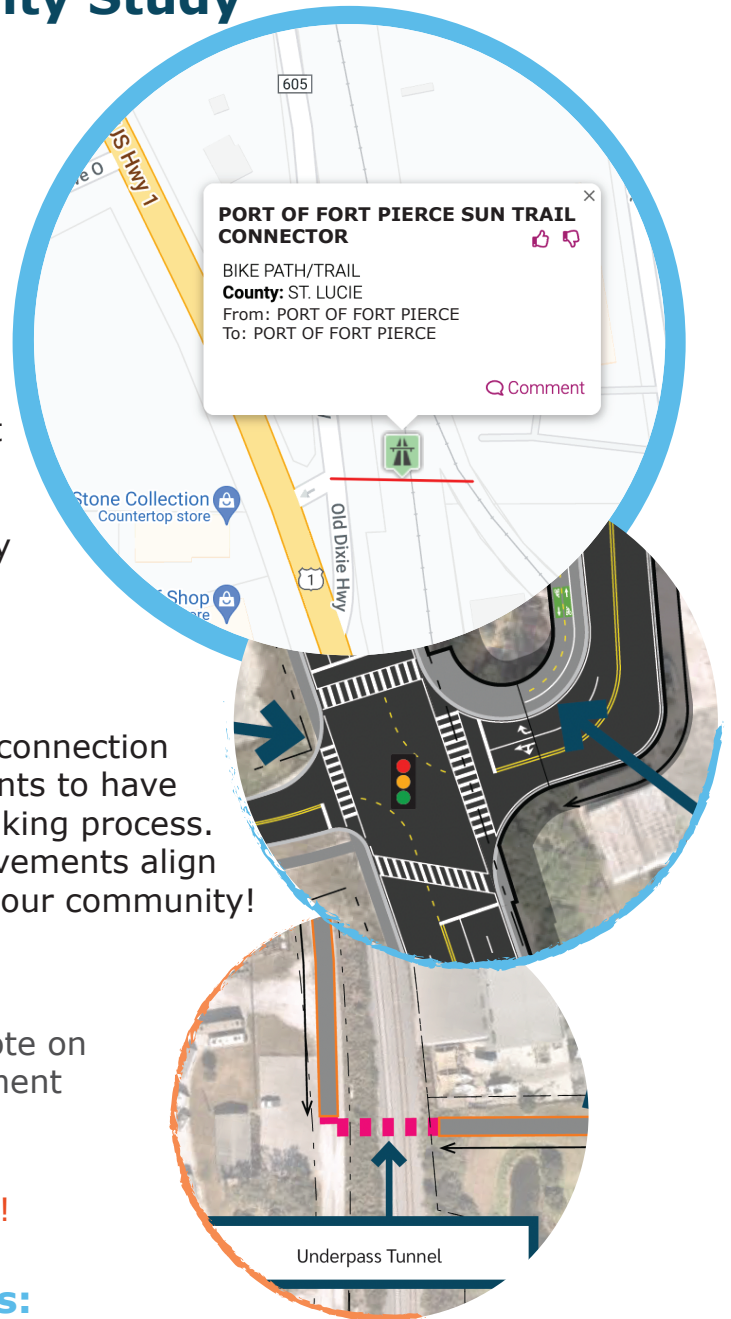 ity Study
605
US Hwy 1
ve O
PORT OF FORT PIERCE SUN TRAIL
CONNECTOR
BIKE PATH/TRAIL
County: ST. LUCIE
From: PORT OF FORT PIERCE
To: PORT OF FORT PIERCE
Comment
Stone Collection
Countertop store
Old Dixie Hwy
1
Shop
ore
y
connection
nts to have
king process.
vements align
our community!
ote on
ment
!
Underpass Tunnel
s: